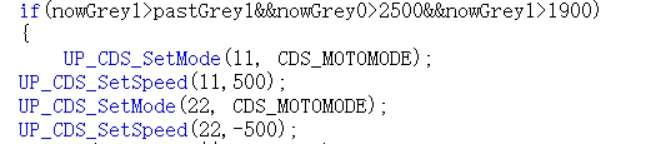 if(nowGrey1>pastGrey1&&nowGrey0>2500&&nowGrey1>1900)
{
UP_CDS_SetMode(11, CDS_MOTOMODE);
UP_CDS_SetSpeed(11,500);
UP_CDS_SetMode(22, CDS_MOTOMODE);
UP_CDS_SetSpeed(22,-500);